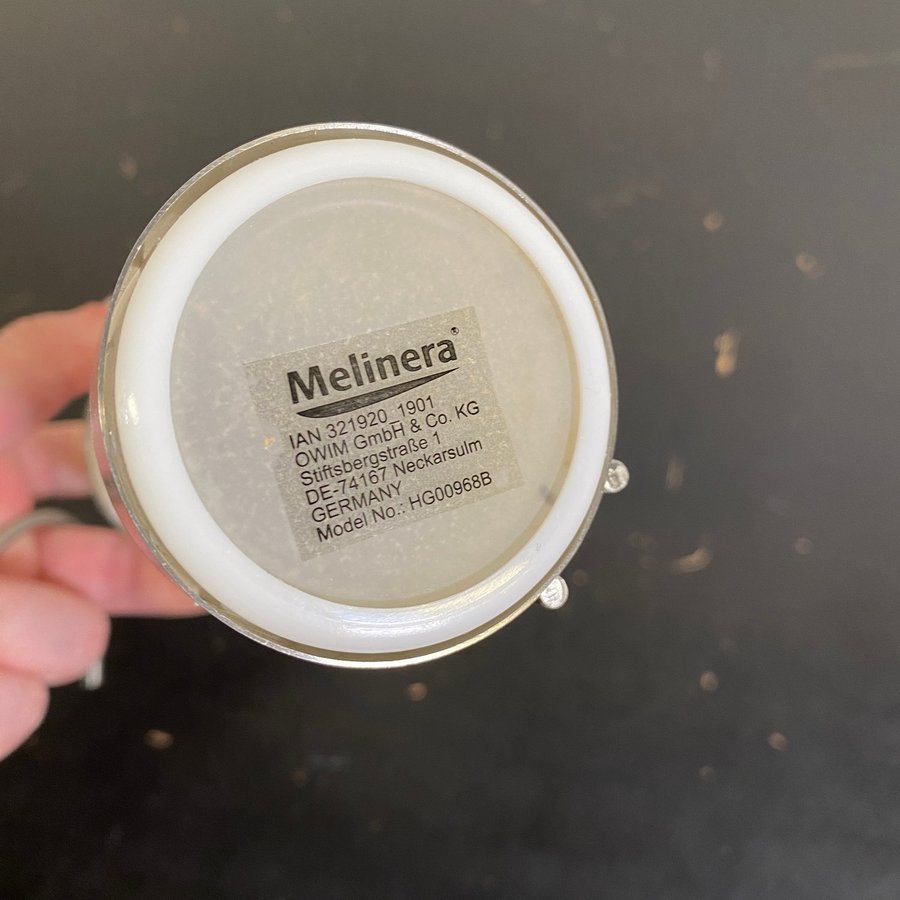 Melinera®
IAN 321920_1901
OWIM GmbH & Co. KG
Stiftsbergstraße 1
DE-74167 Neckarsulm
GERMANY
Model No.: HG00968B